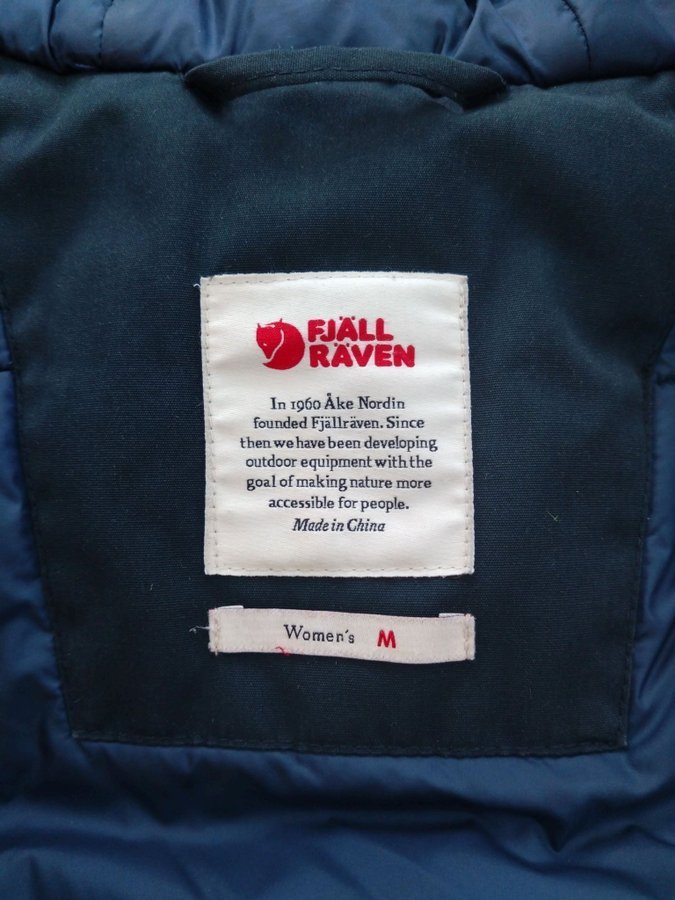 FJÄLL
RÄVEN
In 1960 Åke Nordin
founded Fjällräven. Since
then we have been developing
outdoor equipment with the
goal of making nature more
accessible for people.
Made in China
Women's M